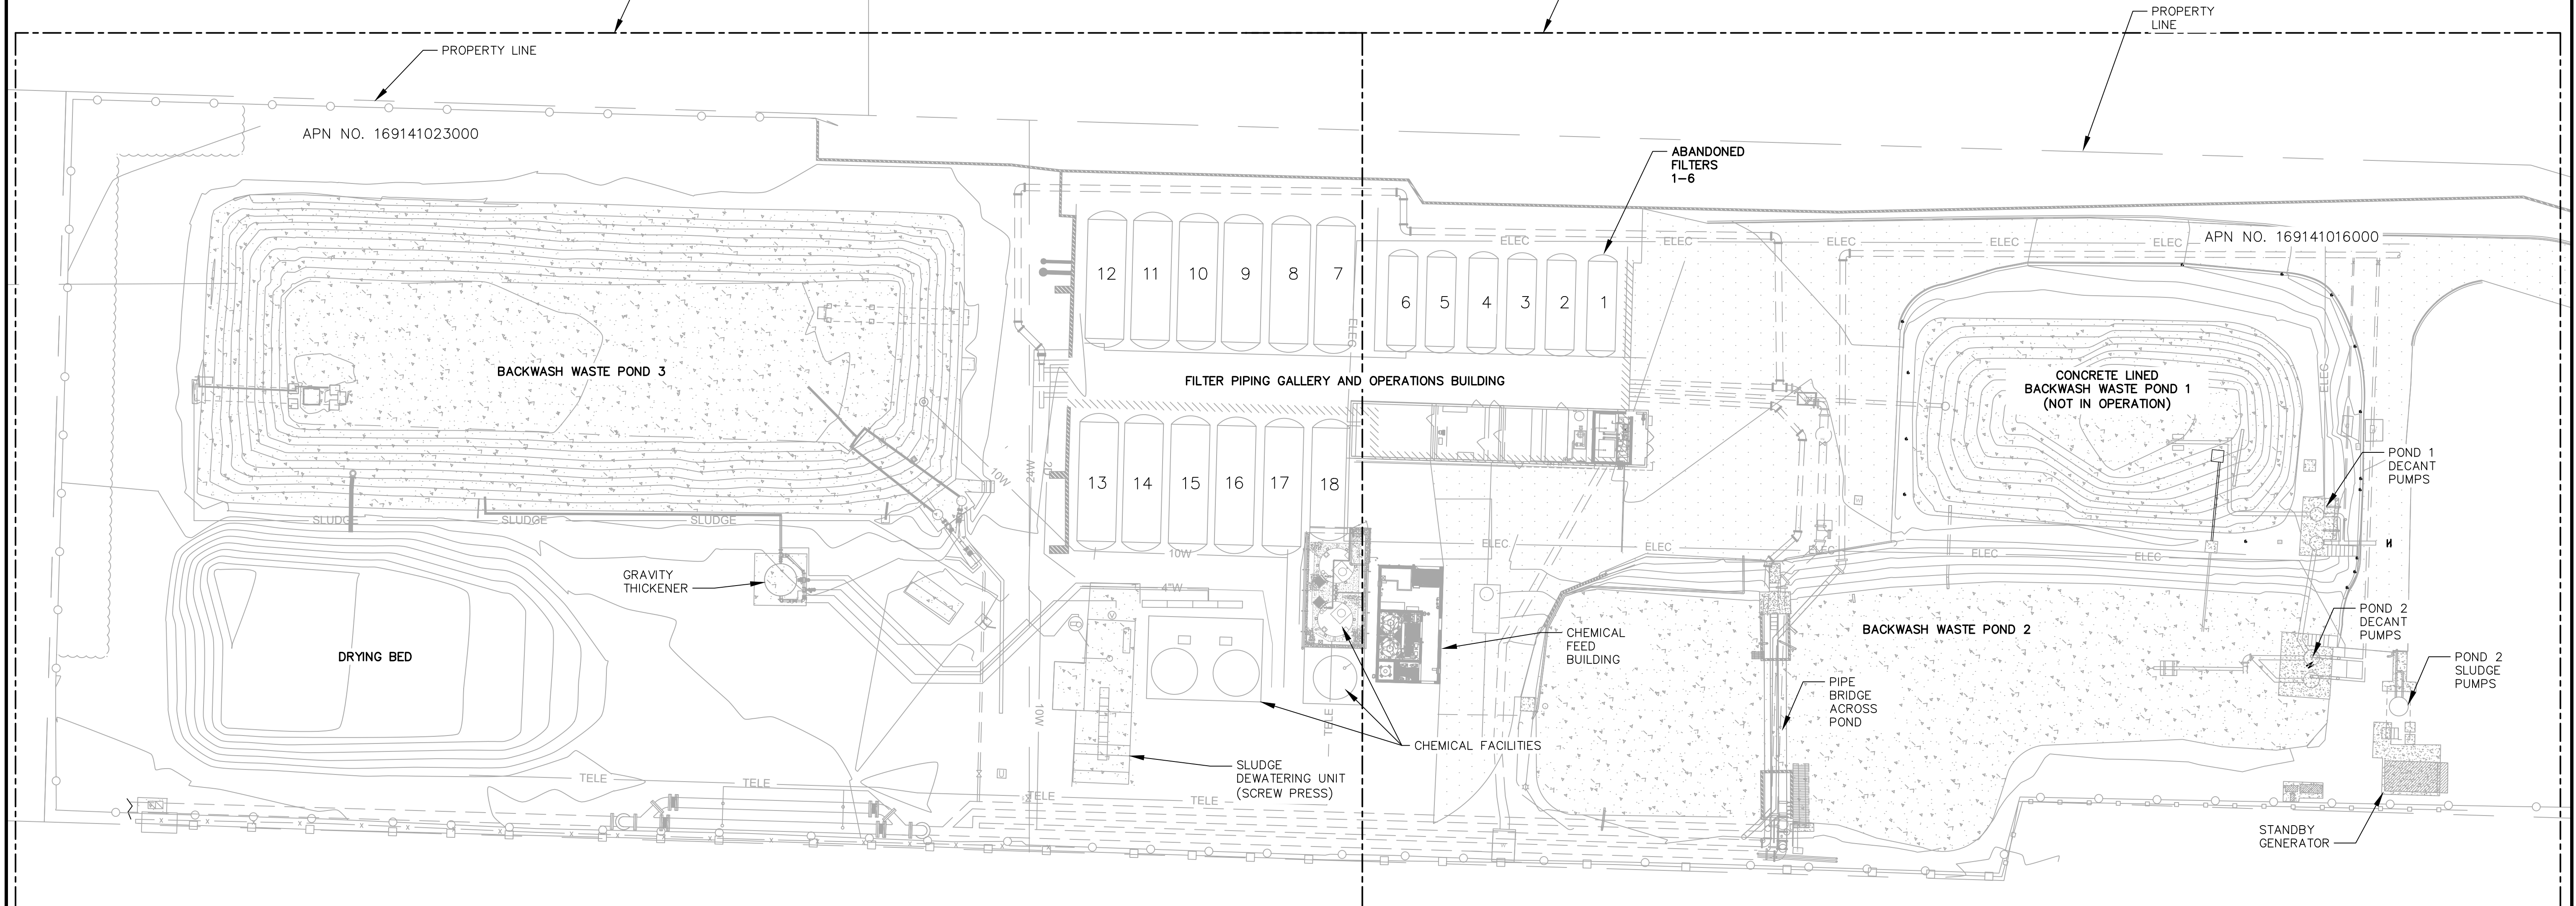 PROPERTY
LINE
PROPERTY LINE
APN NO. 169141023000
ABANDONED
FILTERS
1-6
ELEC
ELEC
ELEC
ELEC
ELEC
APN NO. 169141016000
12
11
10
9
8
7
6
5
4
3
2
1
ELEC
ELEC
BACKWASH WASTE POND 3
FILTER PIPING GALLERY AND OPERATIONS BUILDING
CONCRETE LINED
BACKWASH WASTE POND 1
(NOT IN OPERATION)
POND 1
DECANT
PUMPS
10W
24W
13
14
15
16
17
18
SLUDGE
SLUDGE
SLUDGE
10W
ELEC
ELEC
ELEC
ELEC
ELEC
GRAVITY
THICKENER
4"W
DRYING BED
CHEMICAL
FEED
BUILDING
BACKWASH WASTE POND 2
POND 2
DECANT
PUMPS
POND 2
SLUDGE
PUMPS
PIPE
BRIDGE
ACROSS
POND
10W
TELE
CHEMICAL FACILITIES
SLUDGE
DEWATERING UNIT
(SCREW PRESS)
TELE
TELE
TELE
TELE
STANDBY
GENERATOR